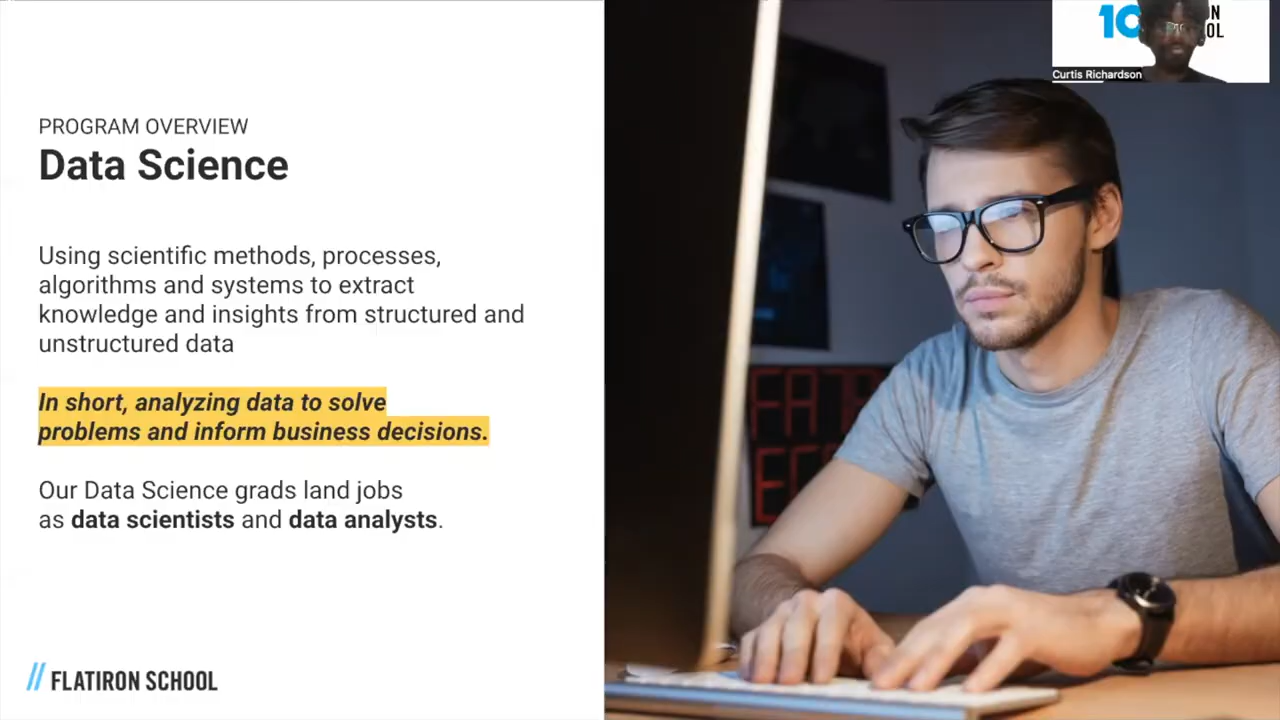 PROGRAM OVERVIEW
Data Science
Using scientific methods, processes,
algorithms and systems to extract
knowledge and insights from structured and
unstructured data
In short, analyzing data to solve
problems and inform business decisions.
Our Data Science grads land jobs
as data scientists and data analysts.
// FLATIRON SCHOOL
10
N
OL
Curtis Richardson